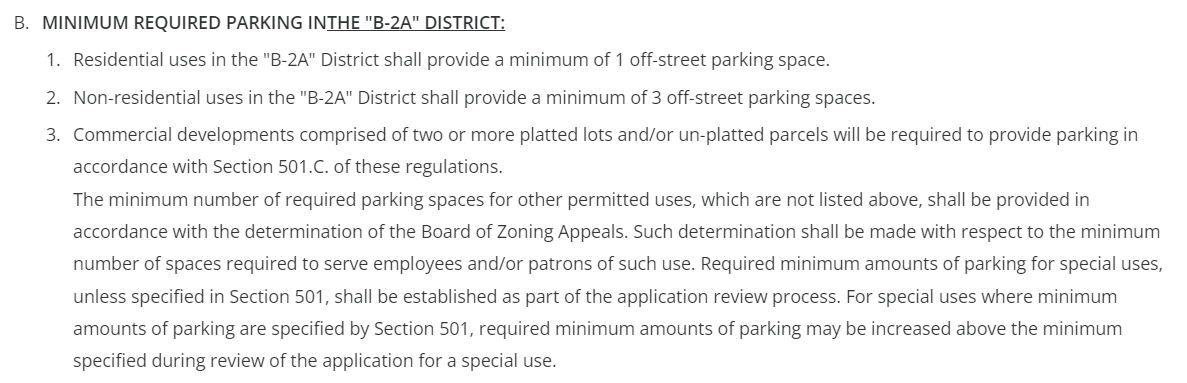 B. MINIMUM REQUIRED PARKING INTHE "B-2A" DISTRICT:
1. Residential uses in the "B-2A" District shall provide a minimum of 1 off-street parking space.
2. Non-residential uses in the "B-2A" District shall provide a minimum of 3 off-street parking spaces.
3. Commercial developments comprised of two or more platted lots and/or un-platted parcels will be required to provide parking in
accordance with Section 501.C. of these regulations.
The minimum number of required parking spaces for other permitted uses, which are not listed above, shall be provided in
accordance with the determination of the Board of Zoning Appeals. Such determination shall be made with respect to the minimum
number of spaces required to serve employees and/or patrons of such use. Required minimum amounts of parking for special uses,
unless specified in Section 501, shall be established as part of the application review process. For special uses where minimum
amounts of parking are specified by Section 501, required minimum amounts of parking may be increased above the minimum
specified during review of the application for a special use.